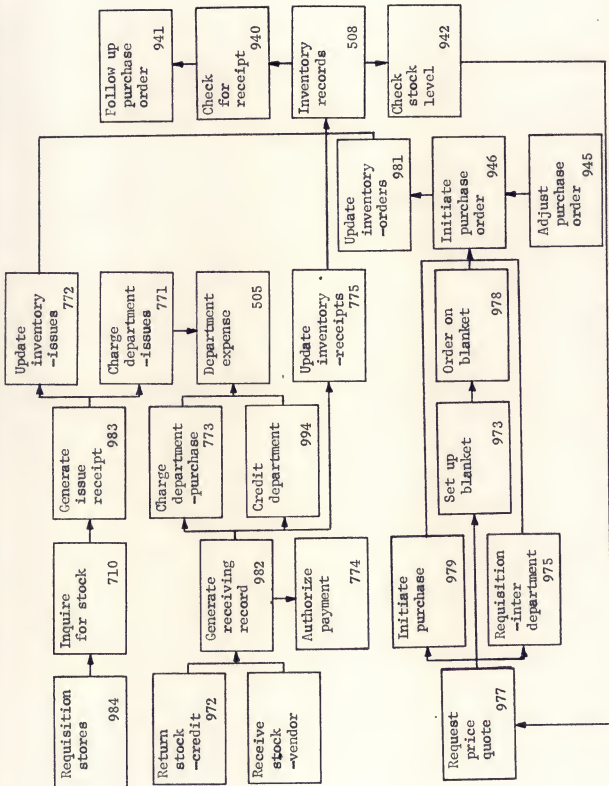 Requisition
stores
984
Inquire
for stock
710
Generate
issue
receipt
983
Update
inventory
-issues
772
Charge
department
-issues
771
Return
stock
-credit
972
Receive
stock
-vendor
Generate
receiving
record
982
Authorize
payment
774
Charge
department
-purchase
773
Credit
department
994
Department
expense
505
Update
inventory
-receipts
775
Request
price
quote
977
Initiate
purchase
979
Requisition
-inter
department
975
Set up
blanket
973
Order on
blanket
978
Update
inventory
-orders
981
Initiate
purchase
order
946
Adjust
purchase
order
945
Follow up
purchase
order
941
Check
for
receipt
940
Inventory
records
508
Check
stock
level
942